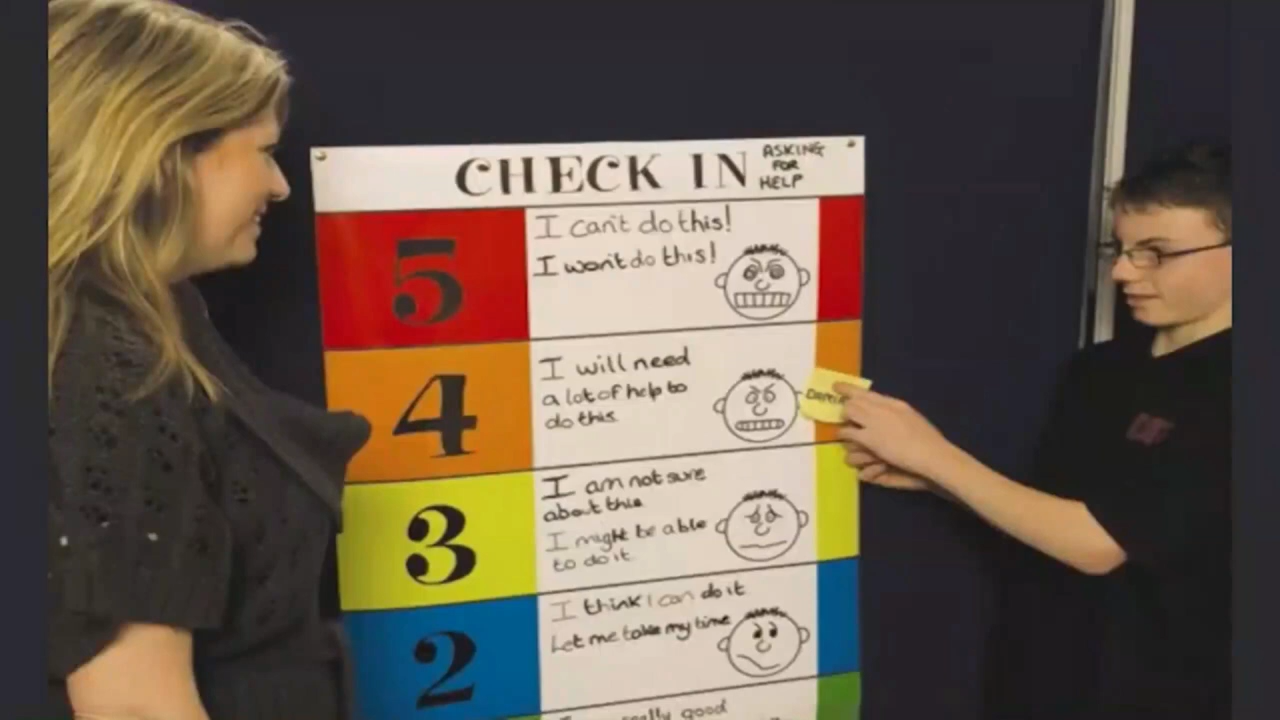 CHECK IN
ASKING
FOR
HELP
5
I can't do this!
I won't do this!
4
I will need
a lot of help to
do this
3
I am not sure
about this
I might be able
to do it.
2
I think I can do it
Let me take my time
really good